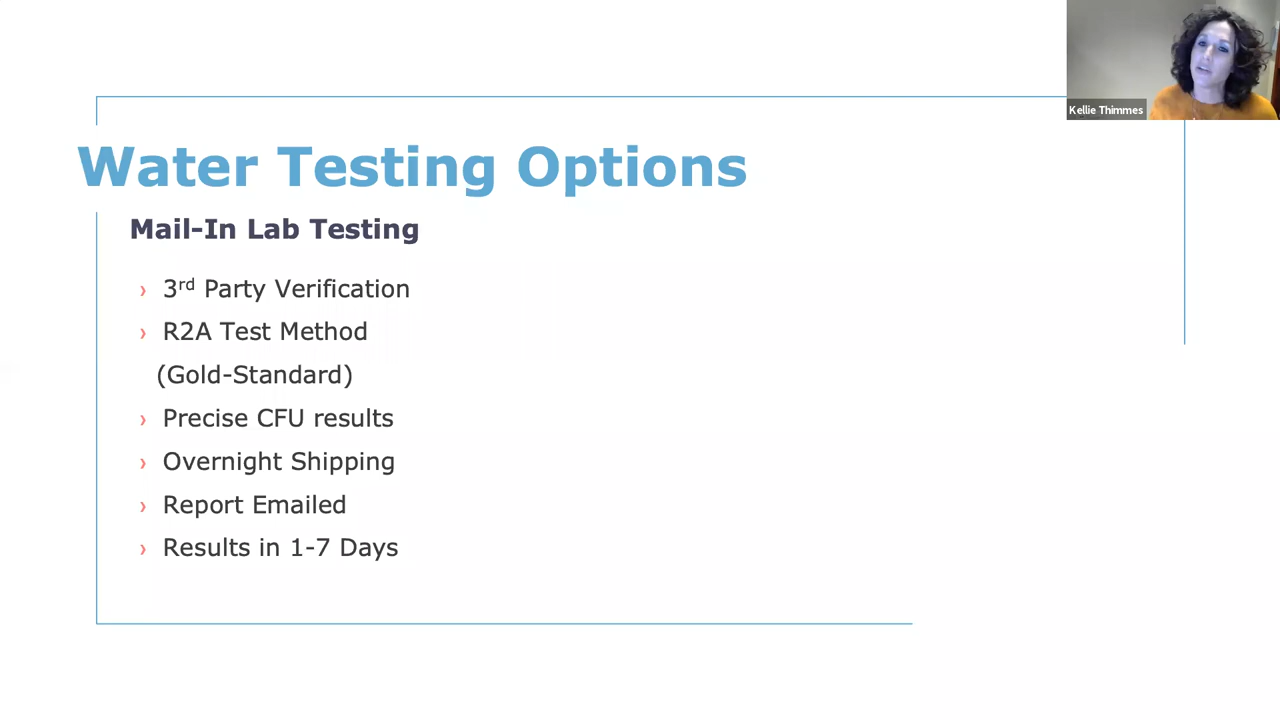 Kellie Thimmes
Water Testing Options
Mail-In Lab Testing
› 3rd Party Verification
› R2A Test Method
(Gold-Standard)
› Precise CFU results
› Overnight Shipping
› Report Emailed
› Results in 1-7 Days